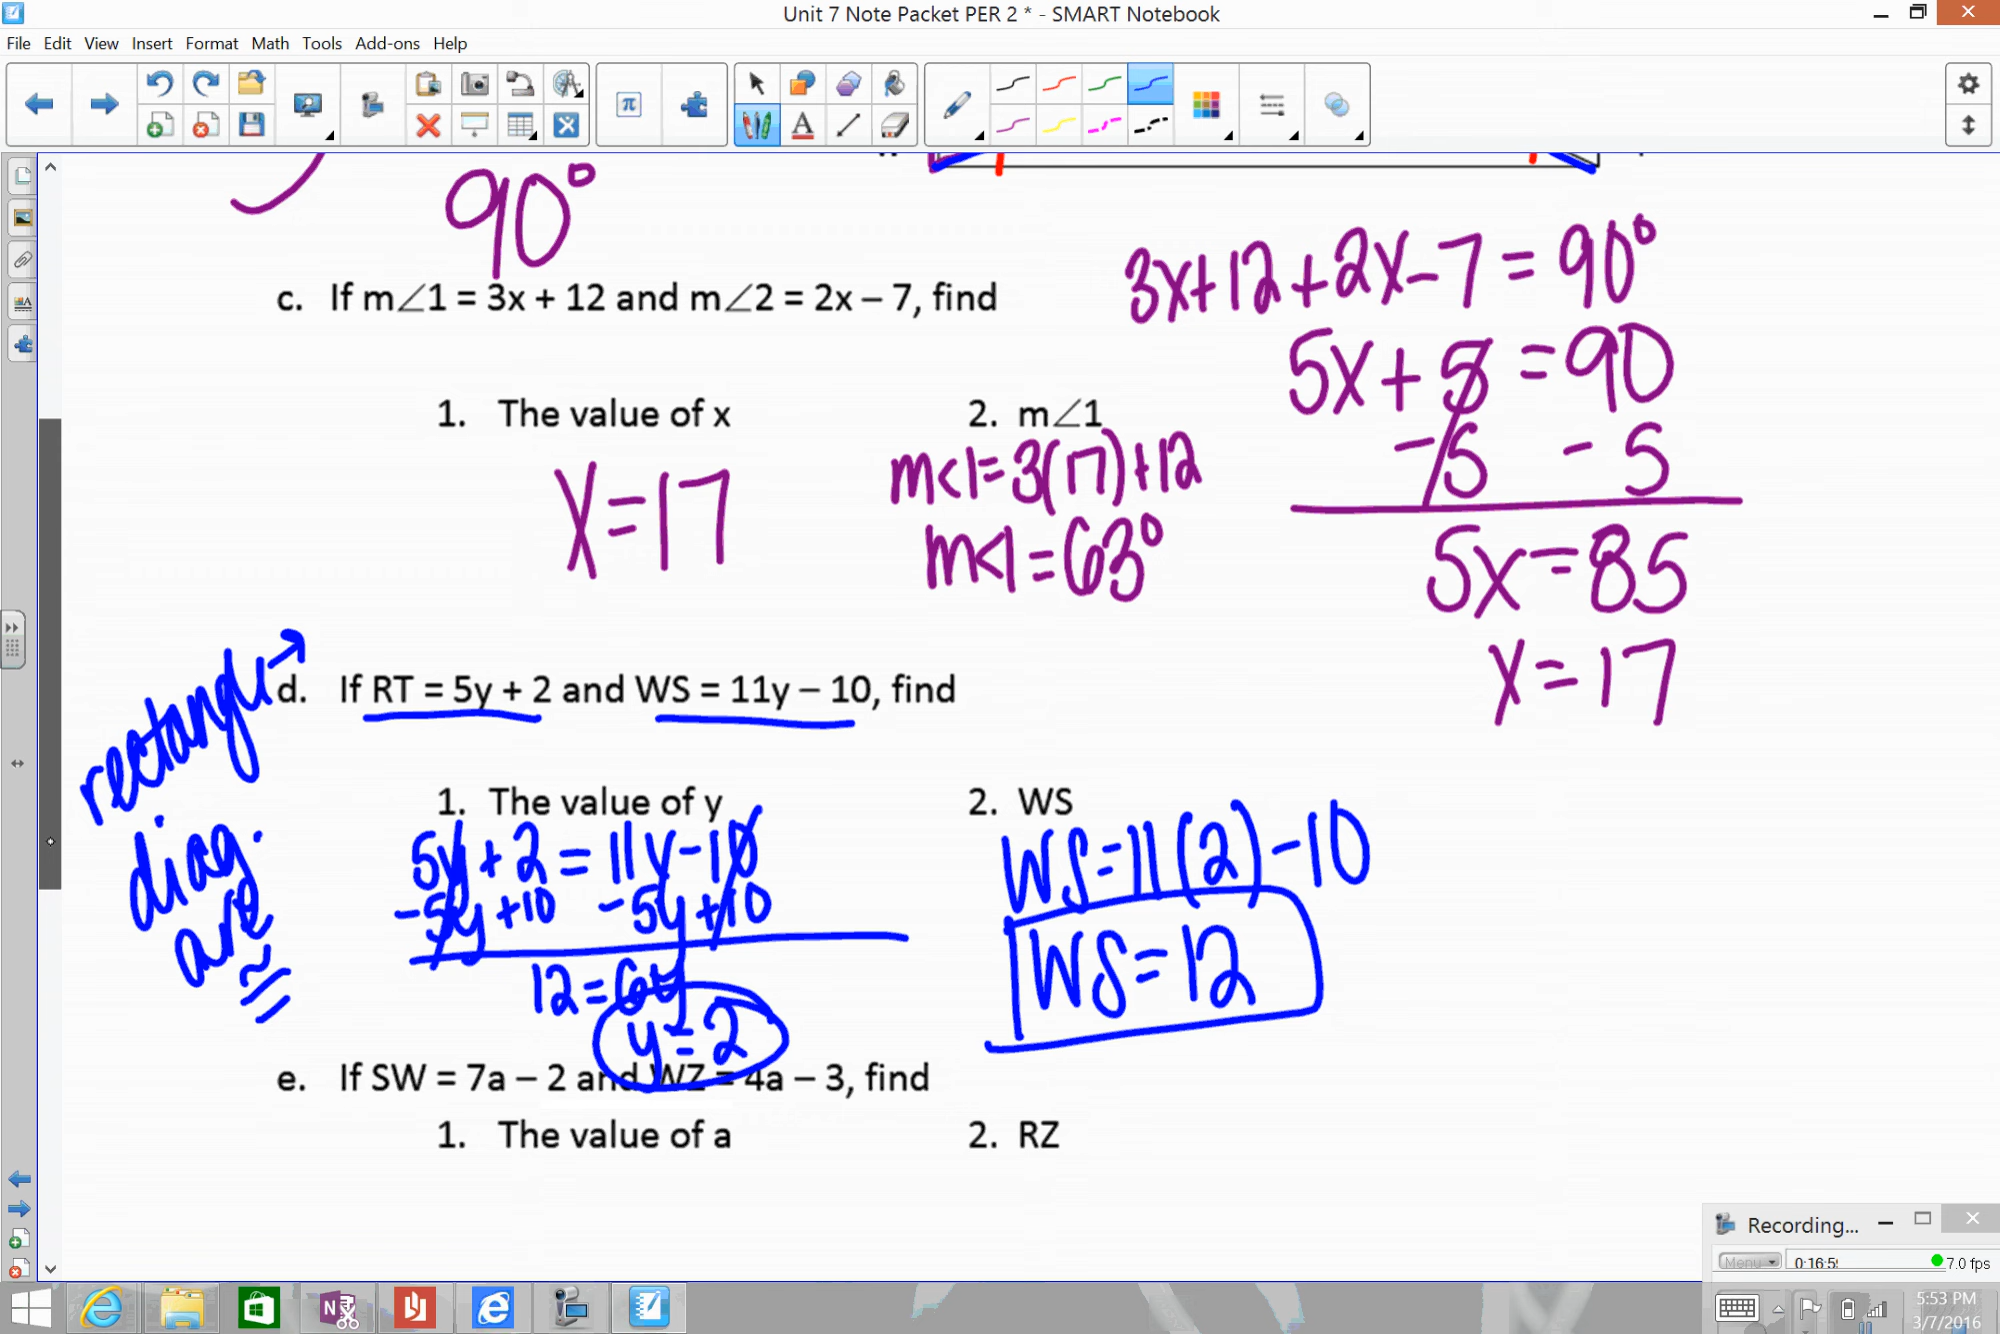 Unit 7 Note Packet PER 2 * - SMART Notebook
File Edit View Insert Format Math Tools Add-ons Help
90°
3x+12+2x-7=90°
c. If m∠1 = 3x + 12 and m∠2 = 2x – 7, find
5x+5=90
-5 -5
1. The value of x
2. m∠1
m<1=3(17)+12
x=17
m<1=63°
5x=85
x=17
rectangle →
d. If RT = 5y + 2 and WS = 11y – 10, find
diag.
are
≅
1. The value of y
2. WS
5y+2=11y-10
-5y+10 -5y+10
12=6y
y=2
WS=11(2)-10
WS=12
e. If SW = 7a – 2 and WZ = 4a – 3, find
1. The value of a
2. RZ
Recording...
Menu
7.0 fps
5:53 PM
3/7/2016